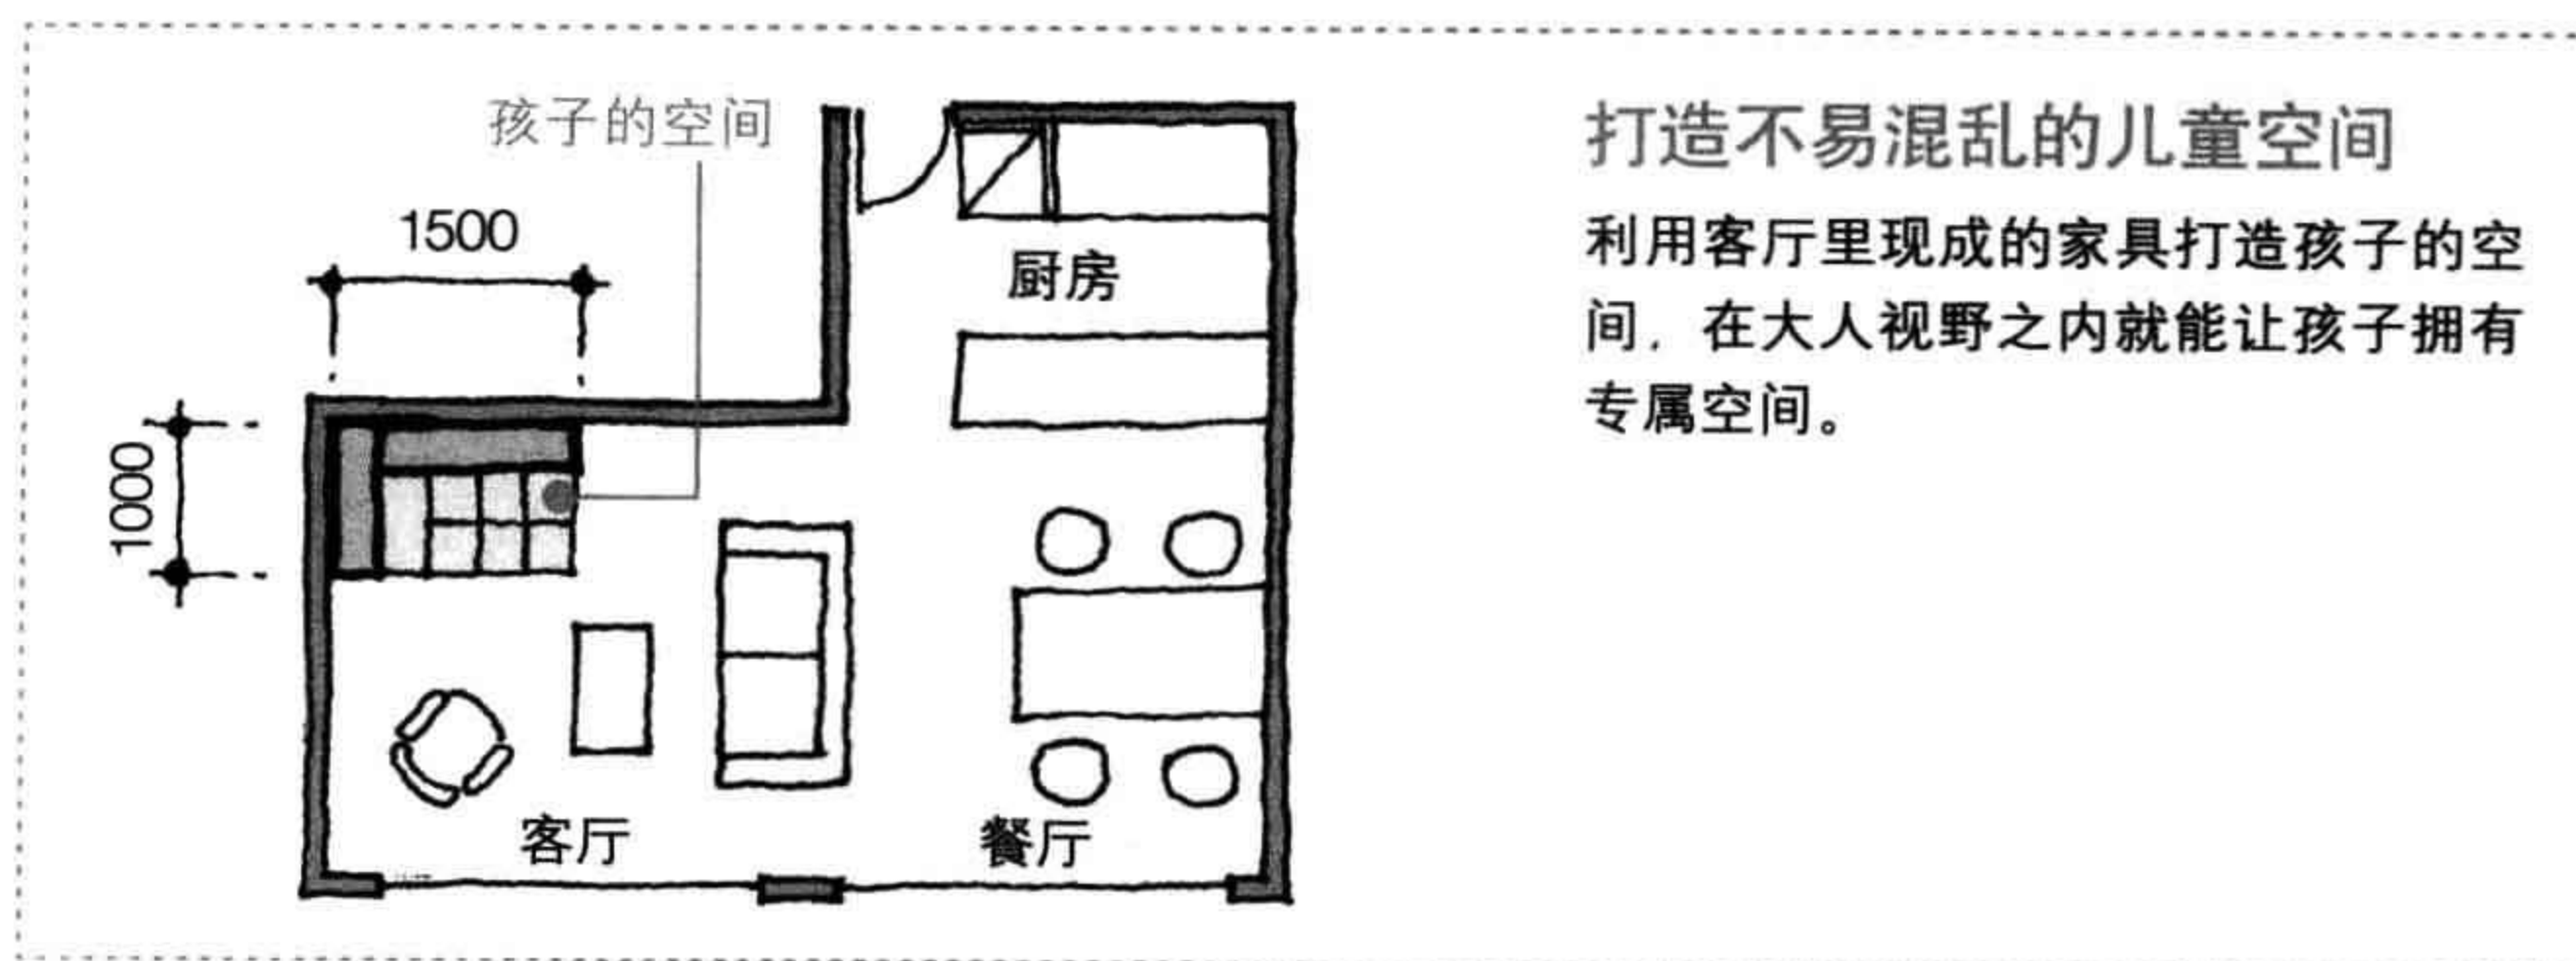 孩子的空间
1500
1000
厨房
客厅
餐厅
打造不易混乱的儿童空间
利用客厅里现成的家具打造孩子的空
间，在大人视野之内就能让孩子拥有
专属空间。